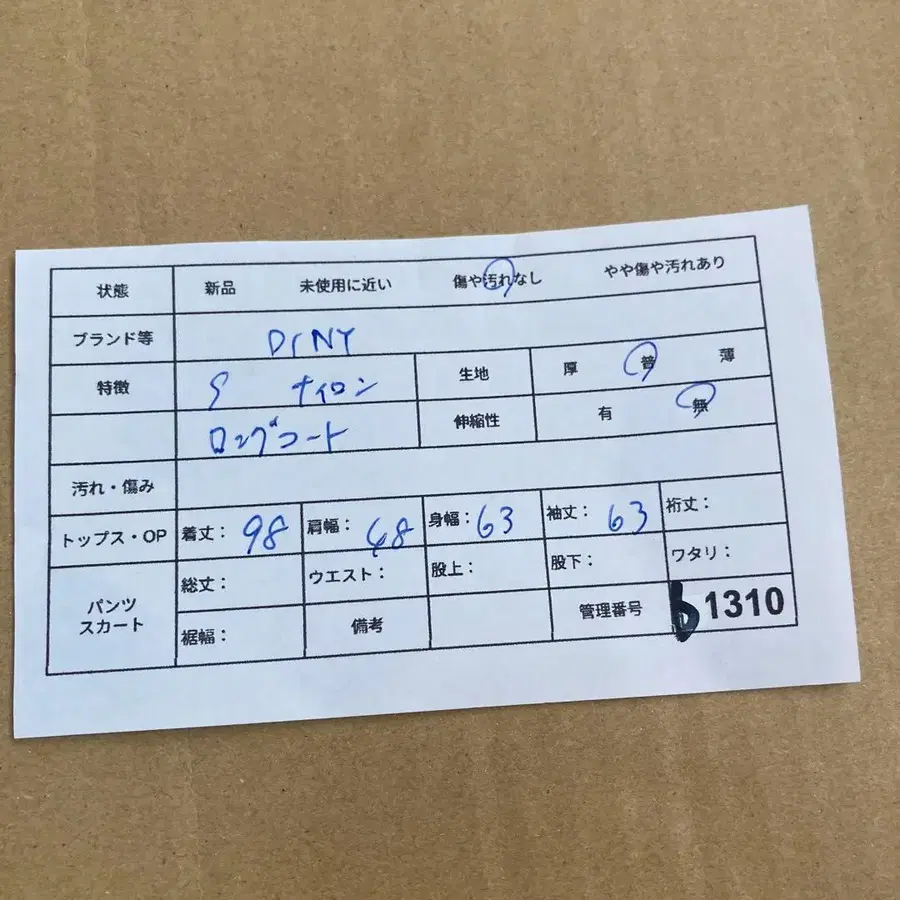 状態 新品 未使用に近い 傷や汚れなし やや傷や汚れあり
ブランド等 DrNY
特徴 S ナイロン 生地 厚 普 薄
ロングコート 伸縮性 有 無
汚れ・傷み
トップス・OP 着丈: 98 肩幅: 48 身幅: 63 袖丈: 63 裄丈:
パンツ スカート 総丈: ウエスト: 股上: 股下: ワタリ:
裾幅: 備考 管理番号 b1310